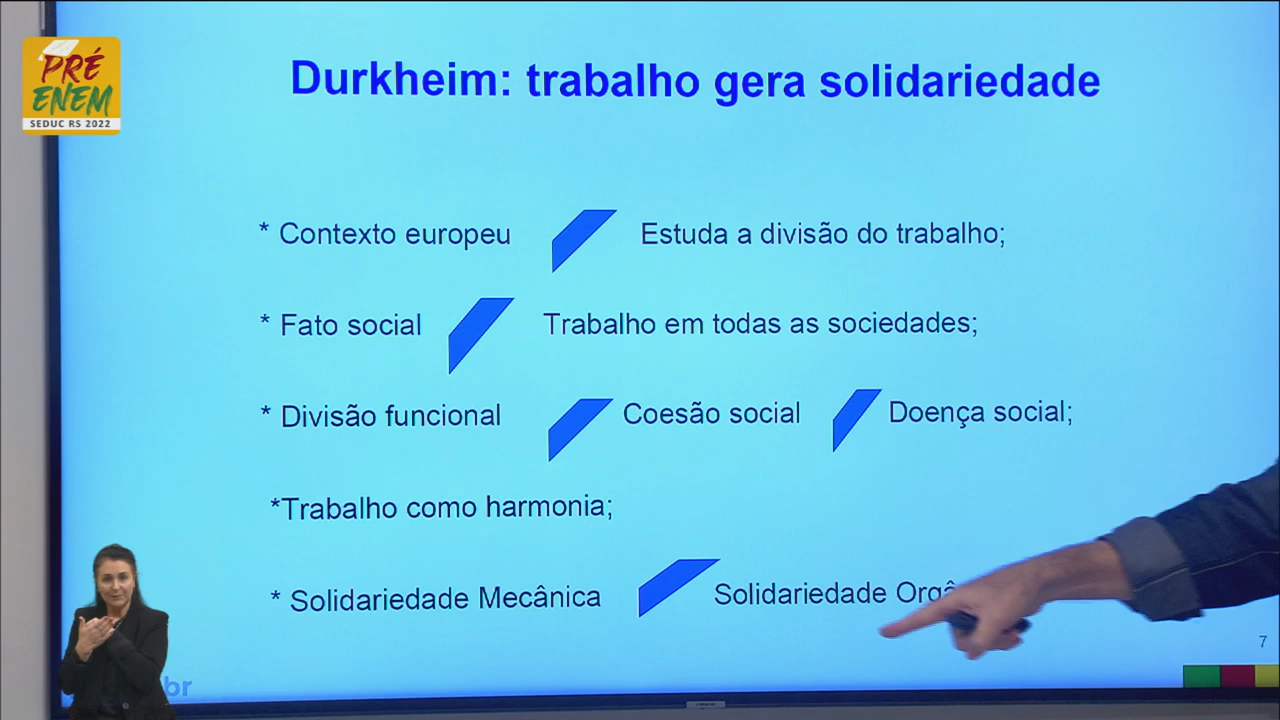 PRÉ
ENEM
SEDUC RS 2022
Durkheim: trabalho gera solidariedade
* Contexto europeu Estuda a divisão do trabalho;
* Fato social Trabalho em todas as sociedades;
* Divisão funcional Coesão social Doença social;
*Trabalho como harmonia;
* Solidariedade Mecânica Solidariedade
7
br